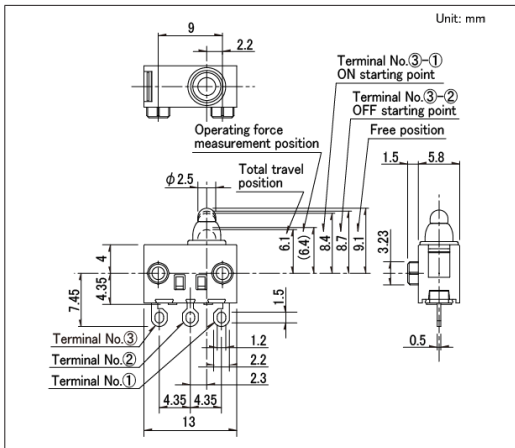 Unit: mm
9
2.2
Terminal No.③-①
ON starting point
Terminal No.③-②
OFF starting point
Operating force
measurement position
Free position
Total travel
position
φ2.5
1.5
5.8
6.1
(6.4)
8.4
8.7
9.1
3.23
4
4.35
7.45
1.5
Terminal No.③
1.2
Terminal No.②
2.2
0.5
Terminal No.①
2.3
4.35
4.35
13